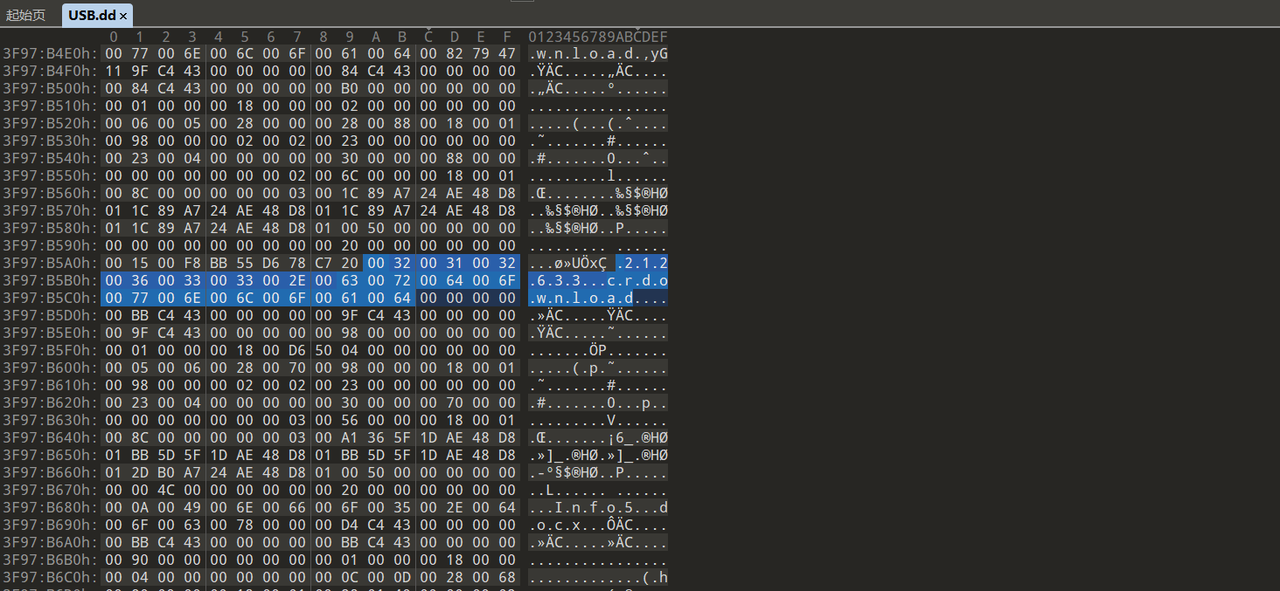 起始页 USB.dd ×
0 1 2 3 4 5 6 7 8 9 A B C D E F 0123456789ABCDEF
3F97:B4E0h: 00 77 00 6E 00 6C 00 6F 00 61 00 64 00 82 79 47 .w.n.l.o.a.d.‚yG
3F97:B4F0h: 11 9F C4 43 00 00 00 00 00 84 C4 43 00 00 00 00 .ŸÄC.....„ÄC....
3F97:B500h: 00 84 C4 43 00 00 00 00 00 B0 00 00 00 00 00 00 .„ÄC.....°......
3F97:B510h: 00 01 00 00 00 18 00 00 00 02 00 00 00 00 00 00 ................
3F97:B520h: 00 06 00 05 00 28 00 00 00 28 00 88 00 18 00 01 .....(...(.ˆ....
3F97:B530h: 00 98 00 00 00 02 00 02 00 23 00 00 00 00 00 00 .˜.......#......
3F97:B540h: 00 23 00 04 00 00 00 00 00 30 00 00 00 88 00 00 .#.......0...ˆ..
3F97:B550h: 00 00 00 00 00 00 00 02 00 6C 00 00 00 18 00 01 .........l......
3F97:B560h: 00 8C 00 00 00 00 00 03 00 1C 89 A7 24 AE 48 D8 .Œ........‰§$®HØ
3F97:B570h: 01 1C 89 A7 24 AE 48 D8 01 1C 89 A7 24 AE 48 D8 ..‰§$®HØ..‰§$®HØ
3F97:B580h: 01 1C 89 A7 24 AE 48 D8 01 00 50 00 00 00 00 00 ..‰§$®HØ..P.....
3F97:B590h: 00 00 00 00 00 00 00 00 00 20 00 00 00 00 00 00 ......... ......
3F97:B5A0h: 00 15 00 F8 BB 55 D6 78 C7 20 00 32 00 31 00 32 ...ø»UÖxÇ .2.1.2
3F97:B5B0h: 00 36 00 33 00 33 00 2E 00 63 00 72 00 64 00 6F .6.3.3...c.r.d.o
3F97:B5C0h: 00 77 00 6E 00 6C 00 6F 00 61 00 64 00 00 00 00 .w.n.l.o.a.d....
3F97:B5D0h: 00 BB C4 43 00 00 00 00 00 9F C4 43 00 00 00 00 .»ÄC.....ŸÄC....
3F97:B5E0h: 00 9F C4 43 00 00 00 00 00 98 00 00 00 00 00 00 .ŸÄC.....˜......
3F97:B5F0h: 00 01 00 00 00 18 00 D6 50 04 00 00 00 00 00 00 .......ÖP.......
3F97:B600h: 00 05 00 06 00 28 00 70 00 98 00 00 00 18 00 01 .....(.p.˜......
3F97:B610h: 00 98 00 00 00 02 00 02 00 23 00 00 00 00 00 00 .˜.......#......
3F97:B620h: 00 23 00 04 00 00 00 00 00 30 00 00 00 70 00 00 .#.......0...p..
3F97:B630h: 00 00 00 00 00 00 00 03 00 56 00 00 00 18 00 01 .........V......
3F97:B640h: 00 8C 00 00 00 00 00 03 00 A1 36 5F 1D AE 48 D8 .Œ.......¡6_.®HØ
3F97:B650h: 01 BB 5D 5F 1D AE 48 D8 01 BB 5D 5F 1D AE 48 D8 .»]_.®HØ.»]_.®HØ
3F97:B660h: 01 2D B0 A7 24 AE 48 D8 01 00 50 00 00 00 00 00 .-°§$®HØ..P.....
3F97:B670h: 00 00 4C 00 00 00 00 00 00 20 00 00 00 00 00 00 ..L...... ......
3F97:B680h: 00 0A 00 49 00 6E 00 66 00 6F 00 35 00 2E 00 64 ...I.n.f.o.5...d
3F97:B690h: 00 6F 00 63 00 78 00 00 00 D4 C4 43 00 00 00 00 .o.c.x...ÔÄC....
3F97:B6A0h: 00 BB C4 43 00 00 00 00 00 BB C4 43 00 00 00 00 .»ÄC.....»ÄC....
3F97:B6B0h: 00 90 00 00 00 00 00 00 00 01 00 00 00 18 00 00 ................
3F97:B6C0h: 00 04 00 00 00 00 00 00 00 0C 00 0D 00 28 00 68 .............(.h